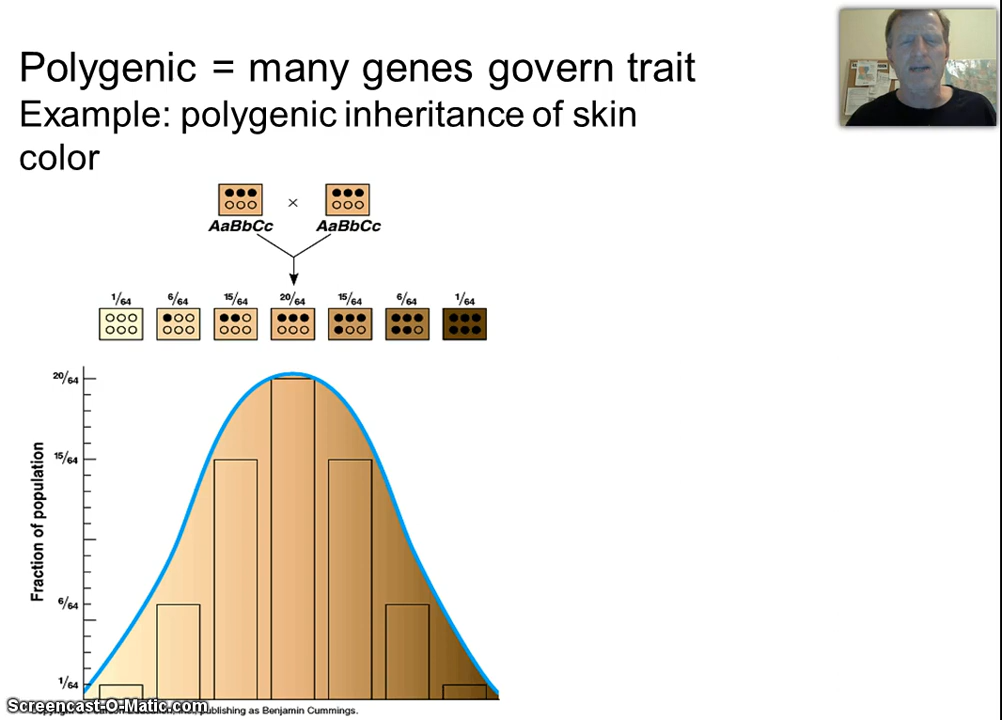 Polygenic = many genes govern trait
Example: polygenic inheritance of skin
color
×
AaBbCc AaBbCc
1/64 6/64 15/64 20/64 15/64 6/64 1/64
20/64
15/64
Fraction of population
6/64
1/64
Screencast-O-Matic.com
publishing as Benjamin Cummings.